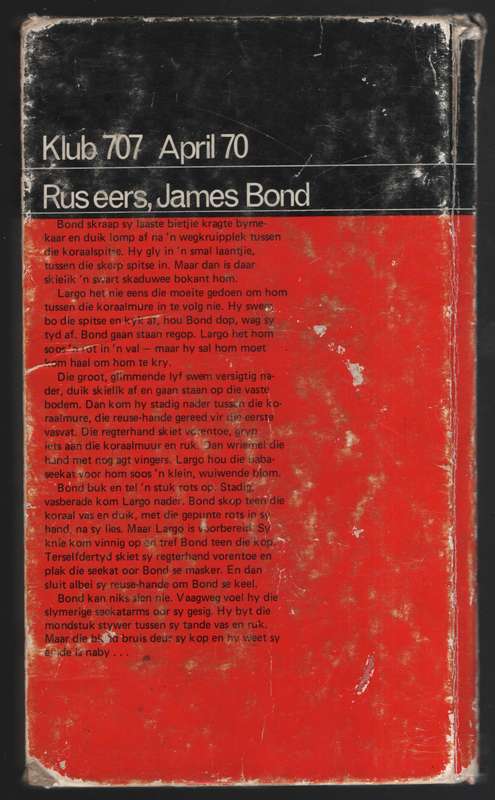 Klub 707 April 70
Rus eers, James Bond
Bond skraap sy laaste bietjie kragte byme-
kaar en duik lomp af na 'n wegkruipplek tussen
die koraalspitse. Hy gly in 'n smal laantjie,
tussen die skerp spitse in. Maar dan is daar
skielik 'n swart skaduwee bokant hom.
Largo het nie eens die moeite gedoen om hom
tussen die koraalmure in te volg nie. Hy swem
bo die spitse en kyk af, hou Bond dop, wag sy
tyd af. Bond gaan staan regop. Largo het hom
soos 'n rot in 'n val — maar hy sal hom moet
kom haal om hom te kry.
Die groot, glimmende lyf swem versigtig na-
der, duik skielik af en gaan staan op die vaste
bodem. Dan kom hy stadig nader tussen die ko-
raalmure, die reuse-hande gereed vir die eerste
vasvat. Die regterhand skiet vorentoe, gryp
iets aan die koraalmuur en ruk. Dan wriemel die
hand met nog agt vingers. Largo hou die baba-
seekat voor hom soos 'n klein, wuiwende blom.
Bond buk en tel 'n stuk rots op. Stadig,
vasberade kom Largo nader. Bond skop teen die
koraal vas en duik, met die gepunte rots in sy
hand, na sy lies. Maar Largo is voorbereid. Sy
knie kom vinnig op en tref Bond teen die kop.
Terselfdertyd skiet sy regterhand vorentoe en
plak die seekat oor Bond se masker. En dan
sluit albei sy reuse-hande om Bond se keel.
Bond kan niks sien nie. Vaagweg voel hy die
slymerige seekatarms oor sy gesig. Hy byt die
mondstuk stywer tussen sy tande vas en ruk.
Maar die bloed bruis deur sy kop en hy weet sy
einde is naby . . .